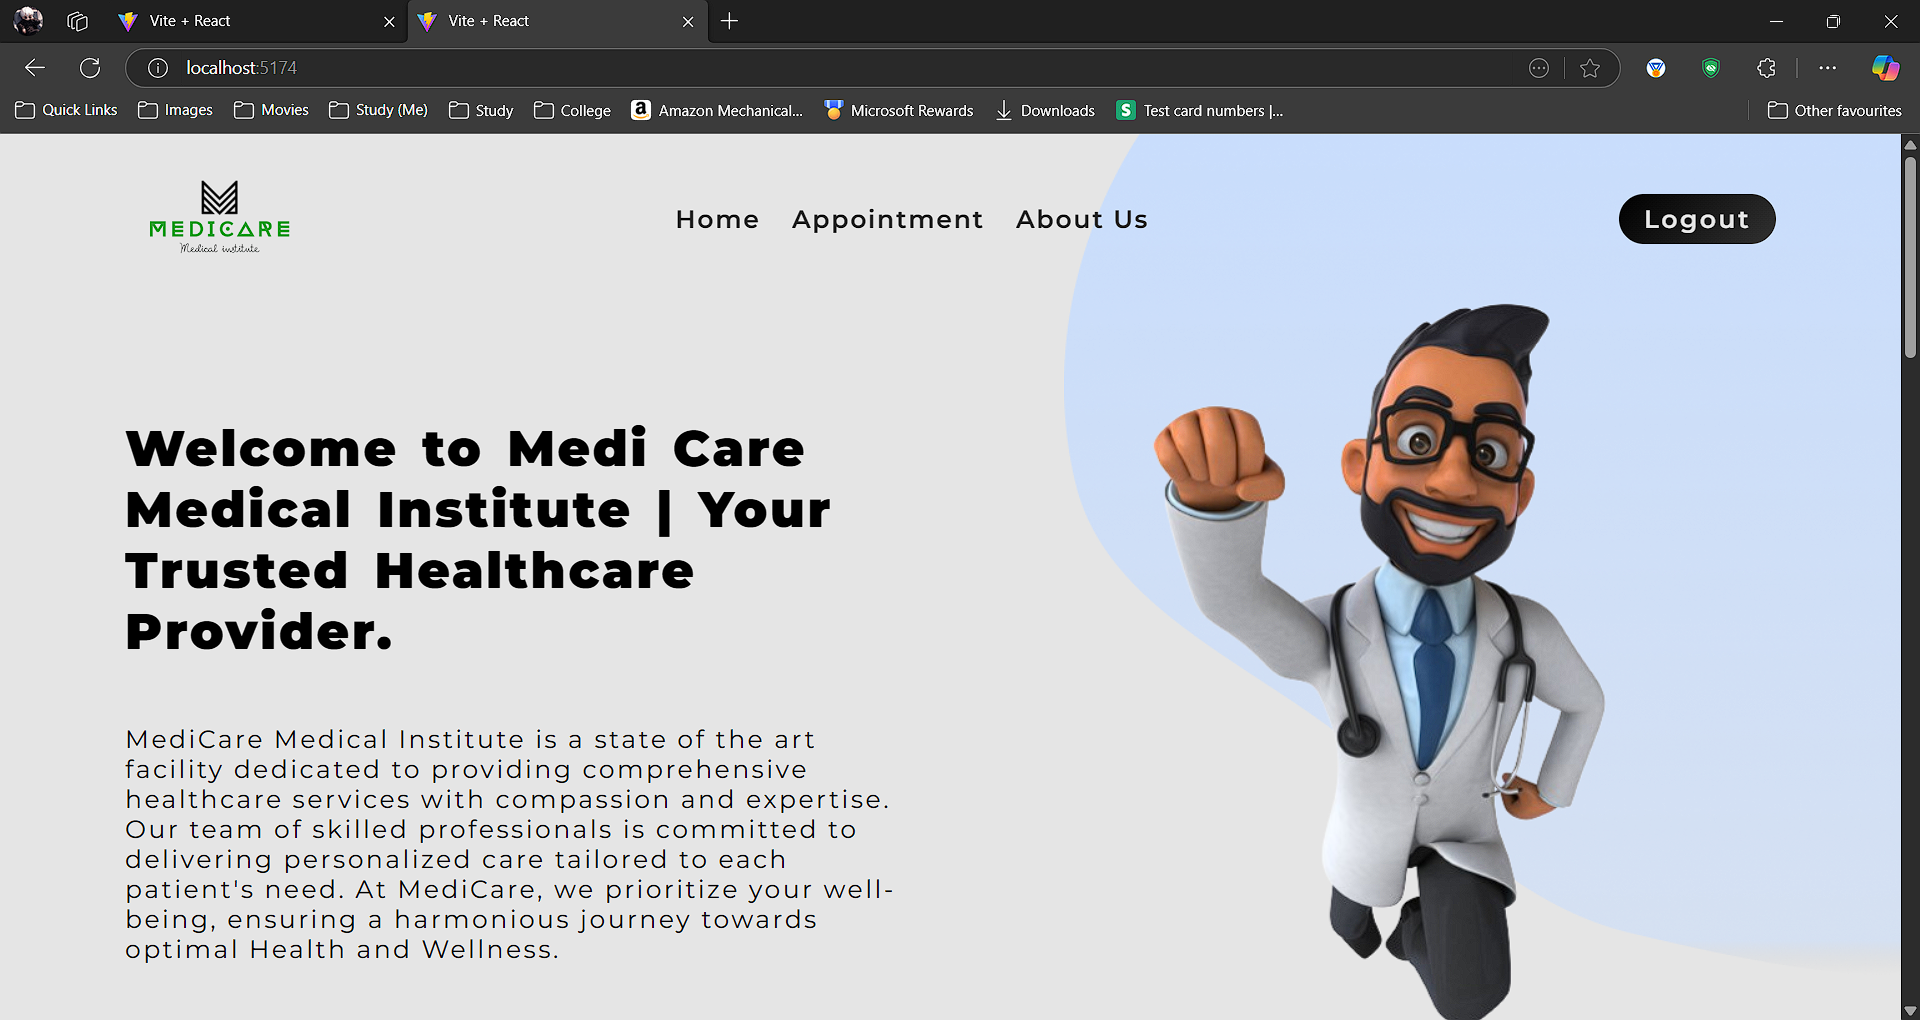 Vite + React
Vite + React
localhost:5174
Quick Links
Images
Movies
Study (Me)
Study
College
Amazon Mechanical...
Microsoft Rewards
Downloads
Test card numbers |...
Other favourites
MEDICARE
Medical institute
Home
Appointment
About Us
Logout
Welcome to Medi Care
Medical Institute | Your
Trusted Healthcare
Provider.
MediCare Medical Institute is a state of the art
facility dedicated to providing comprehensive
healthcare services with compassion and expertise.
Our team of skilled professionals is committed to
delivering personalized care tailored to each
patient's need. At MediCare, we prioritize your well-
being, ensuring a harmonious journey towards
optimal Health and Wellness.